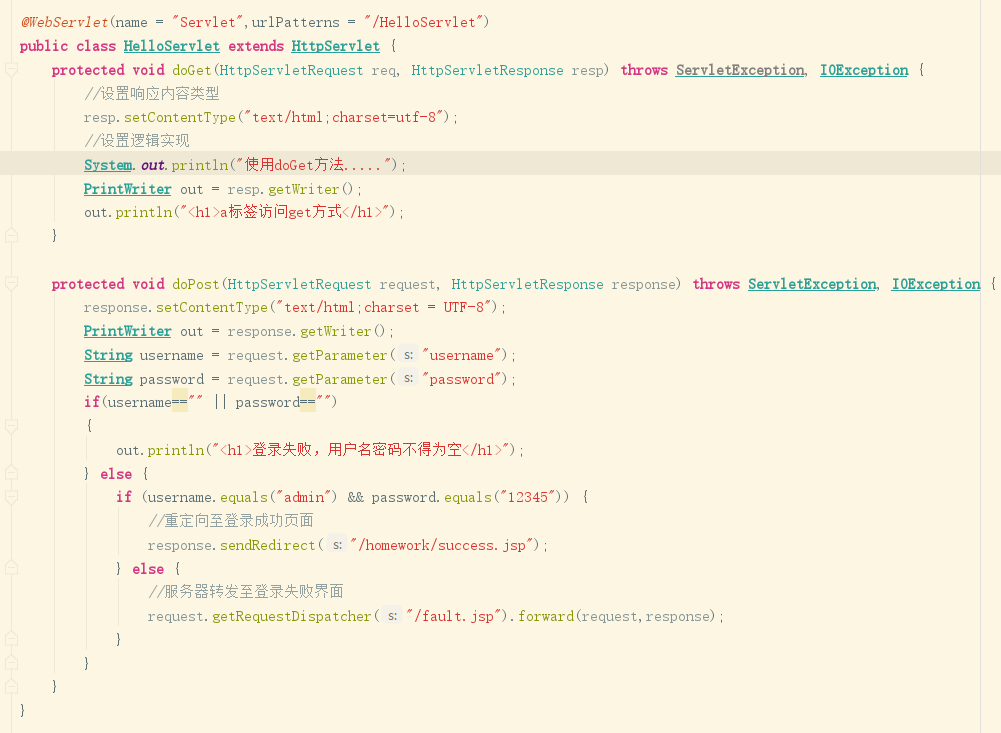 @WebServlet(name = "Servlet",urlPatterns = "/HelloServlet")
public class HelloServlet extends HttpServlet {
    protected void doGet(HttpServletRequest req, HttpServletResponse resp) throws ServletException, IOException {
        //设置响应内容类型
        resp.setContentType("text/html;charset=utf-8");
        //设置逻辑实现
        System.out.println("使用doGet方法.....");
        PrintWriter out = resp.getWriter();
        out.println("<h1>a标签访问get方式</h1>");
    }
    protected void doPost(HttpServletRequest request, HttpServletResponse response) throws ServletException, IOException {
        response.setContentType("text/html;charset = UTF-8");
        PrintWriter out = response.getWriter();
        String username = request.getParameter( s: "username");
        String password = request.getParameter( s: "password");
        if(username=="" || password=="")
        {
            out.println("<h1>登录失败，用户名密码不得为空</h1>");
        } else {
            if (username.equals("admin") && password.equals("12345")) {
                //重定向至登录成功页面
                response.sendRedirect( s: "/homework/success.jsp");
            } else {
                //服务器转发至登录失败界面
                request.getRequestDispatcher( s: "/fault.jsp").forward(request,response);
            }
        }
    }
}